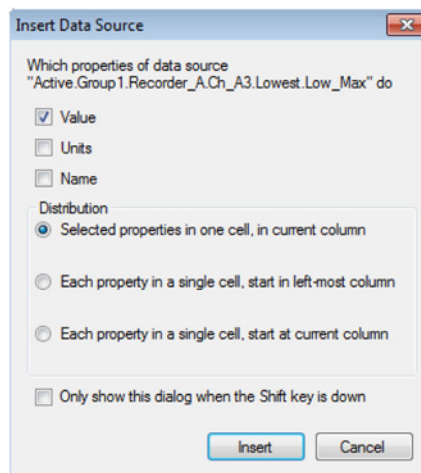 Insert Data Source
Which properties of data source
"Active.Group1.Recorder_A.Ch_A3.Lowest.Low_Max" do
Value
Units
Name
Distribution
Selected properties in one cell, in current column
Each property in a single cell, start in left-most column
Each property in a single cell, start at current column
Only show this dialog when the Shift key is down
Insert
Cancel